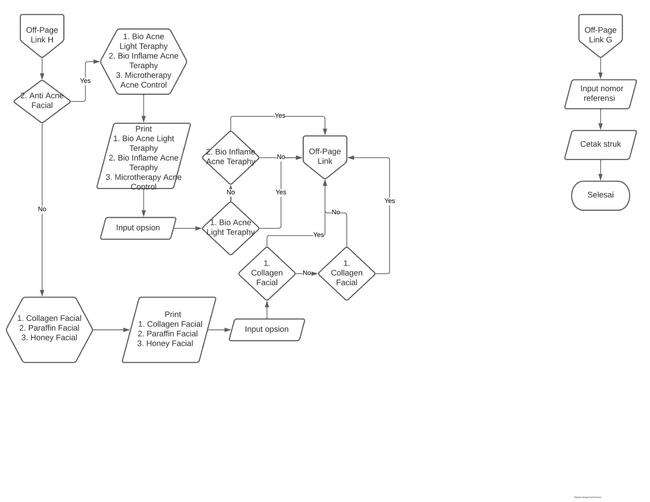 Off-Page
Link H
2. Anti Acne
Facial
Yes
No
1. Bio Acne
Light Teraphy
2. Bio Inflame Acne
Teraphy
3. Microtherapy
Acne Control
Print
1. Bio Acne Light
Teraphy
2. Bio Inflame Acne
Teraphy
3. Microtherapy Acne
Control
Input opsion
1. Bio Acne
Light Teraphy
No
Yes
2. Bio Inflame
Acne Teraphy
Yes
No
Off-Page
Link
1. Collagen Facial
2. Paraffin Facial
3. Honey Facial
Print
1. Collagen Facial
2. Paraffin Facial
3. Honey Facial
Input opsion
1.
Collagen
Facial
Yes
No
1.
Collagen
Facial
No
Yes
Off-Page
Link G
Input nomor
referensi
Cetak struk
Selesai